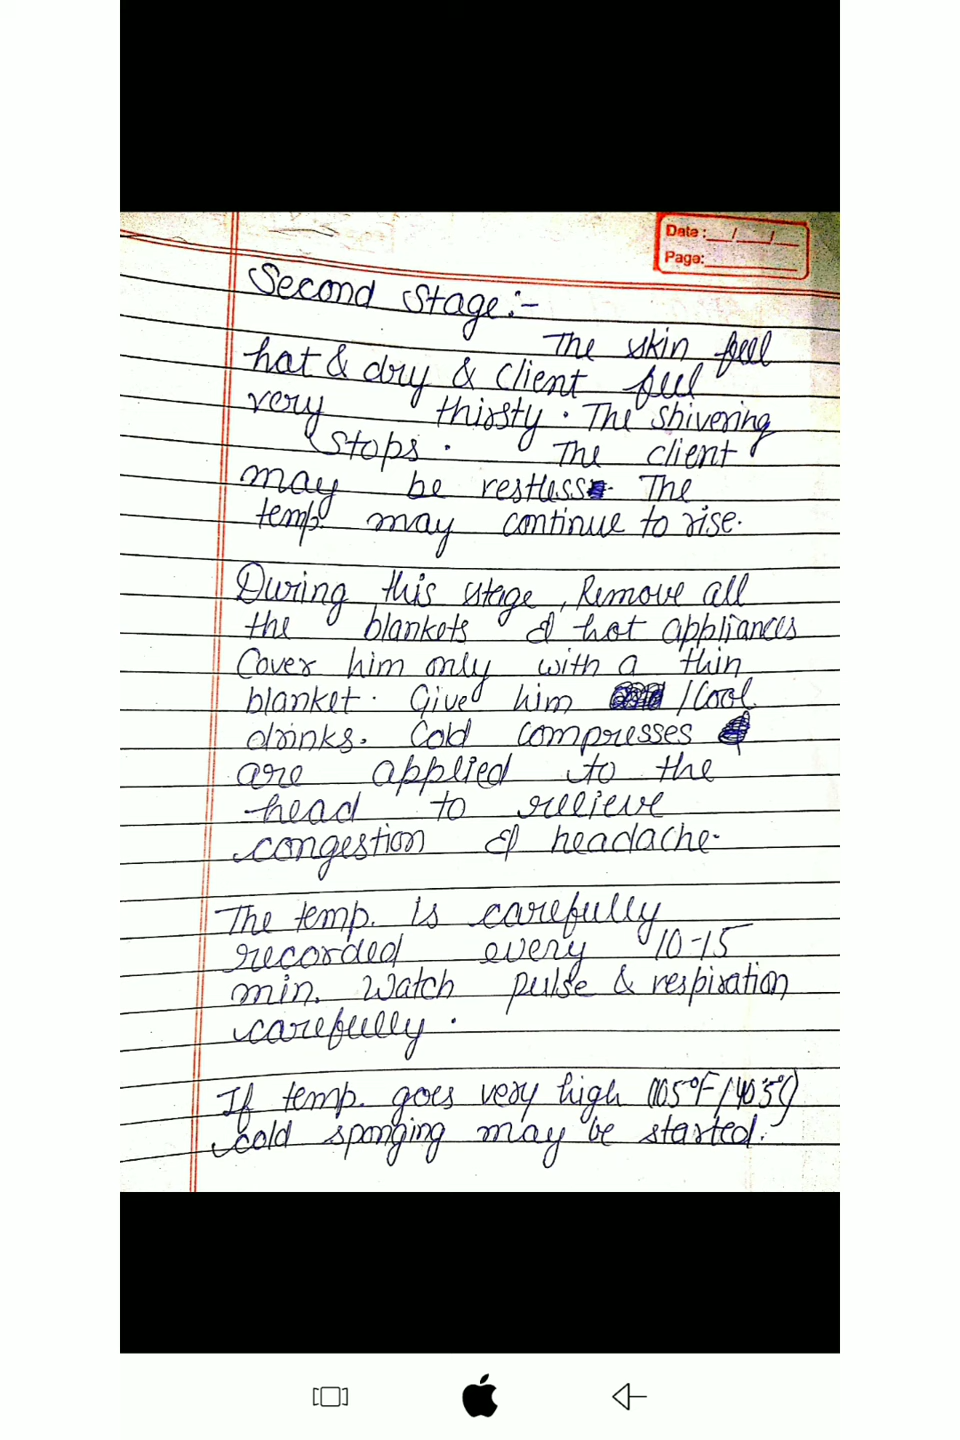 Date :__/__/__
Page:________
Second Stage:-
The skin feel
hot & dry & client feel
very thirsty. The shivering
stops. The client
may be restless. The
temp. may continue to rise.
During this stage, Remove all
the blankets & hot appliances
Cover him only with a thin
blanket. Give him /Cool
drinks. Cold compresses
are applied to the
head to relieve
congestion & headache.
The temp. is carefully
recorded every 10-15
min. Watch pulse & respiration
carefully.
If temp. goes very high (105°F/40.5°C)
cold sponging may be started.